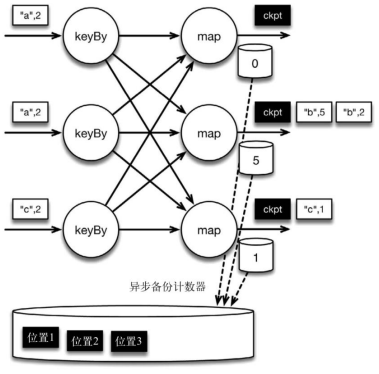 "a",2 keyBy map ckpt
0
"a",2 keyBy map ckpt "b",5 "b",2
5
"c",2 keyBy map ckpt "c",1
1
异步备份计数器
位置1 位置2 位置3